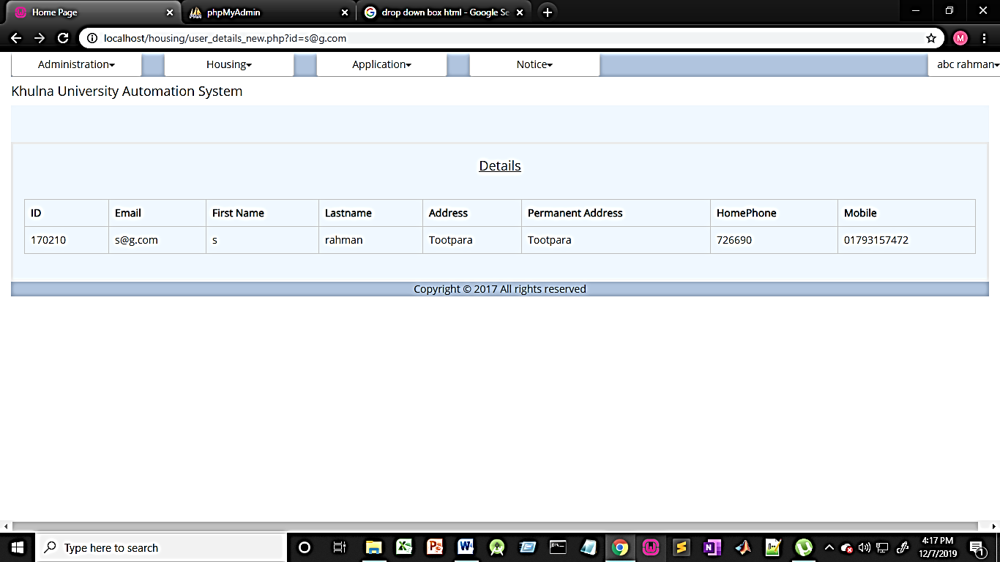 Home Page
phpMyAdmin
drop down box html - Google Se
localhost/housing/user_details_new.php?id=s@g.com
M
Administration Housing Application Notice abc rahman
Khulna University Automation System
Details
ID Email First Name Lastname Address Permanent Address HomePhone Mobile
170210 s@g.com s rahman Tootpara Tootpara 726690 01793157472
Copyright © 2017 All rights reserved
Type here to search
4:17 PM
12/7/2019
1